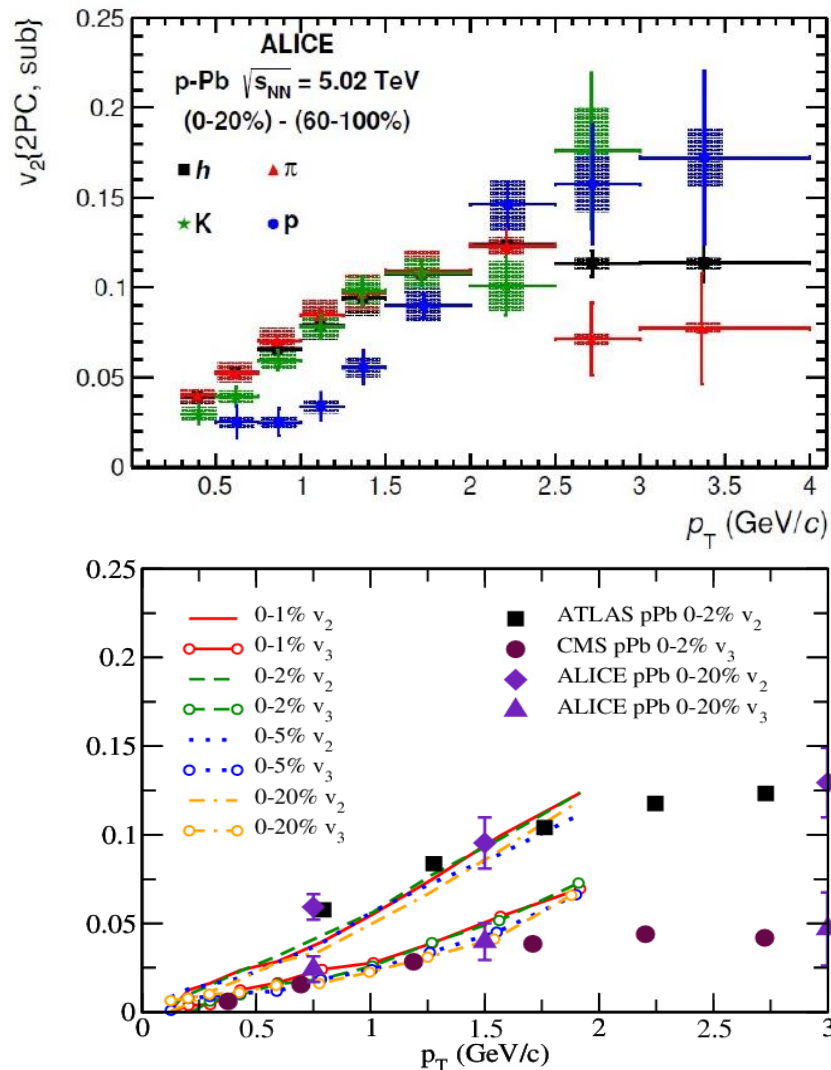 0.25
0.2
0.15
0.1
0.05
0
v₂{2PC, sub}
ALICE
p-Pb √s_NN = 5.02 TeV
(0-20%) - (60-100%)
h
π
K
p
0.5 1 1.5 2 2.5 3 3.5 4
p_T (GeV/c)
0.25
0.2
0.15
0.1
0.05
0
0-1% v₂
0-1% v₃
0-2% v₂
0-2% v₃
0-5% v₂
0-5% v₃
0-20% v₂
0-20% v₃
ATLAS pPb 0-2% v₂
CMS pPb 0-2% v₃
ALICE pPb 0-20% v₂
ALICE pPb 0-20% v₃
0 0.5 1 1.5 2 2.5 3
p_T (GeV/c)